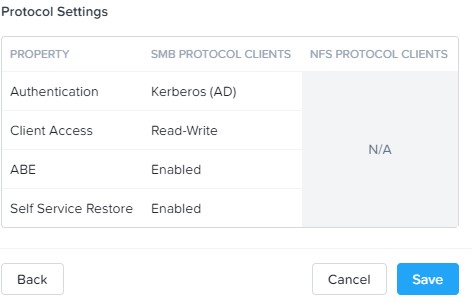 Protocol Settings
PROPERTY SMB PROTOCOL CLIENTS NFS PROTOCOL CLIENTS
Authentication Kerberos (AD)
Client Access Read-Write
N/A
ABE Enabled
Self Service Restore Enabled
Back Cancel Save